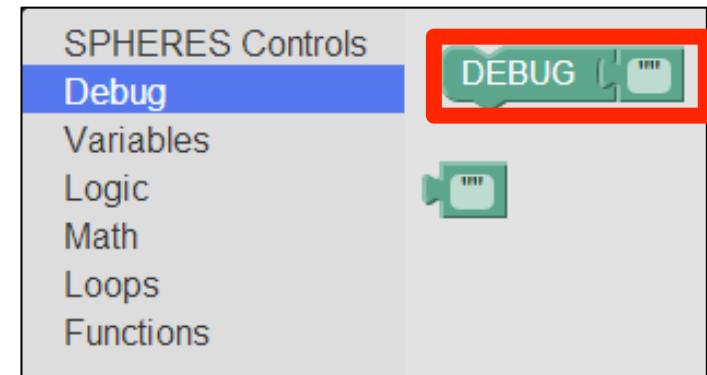 SPHERES Controls
DEBUG ""
Debug
Variables
Logic
""
Math
Loops
Functions